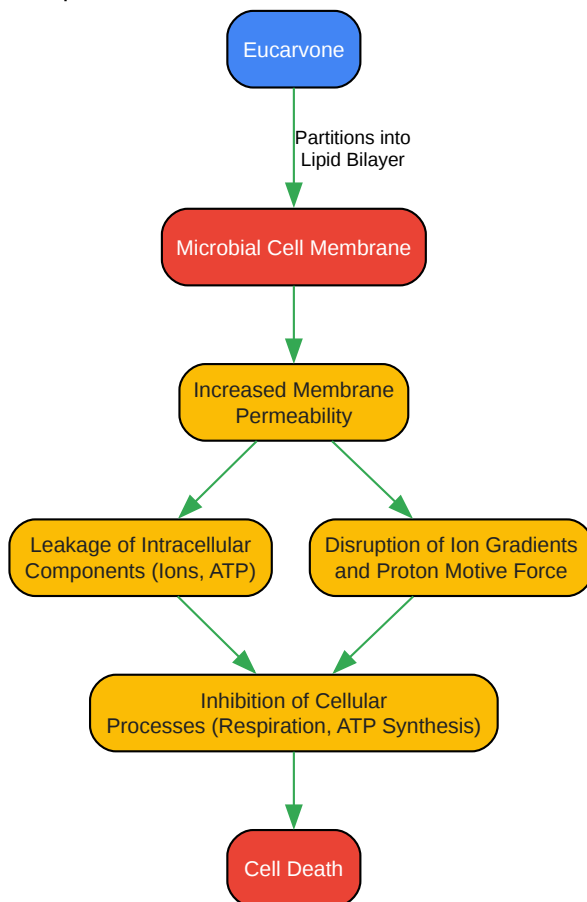 Eucarvone
Partitions into
Lipid Bilayer
Microbial Cell Membrane
Increased Membrane
Permeability
Leakage of Intracellular
Components (Ions, ATP)
Disruption of Ion Gradients
and Proton Motive Force
Inhibition of Cellular
Processes (Respiration, ATP Synthesis)
Cell Death